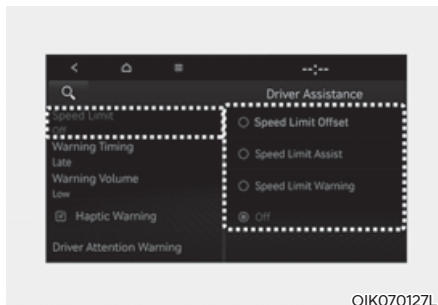 --:--
Driver Assistance
Speed Limit
Off
Warning Timing
Late
Warning Volume
Low
Haptic Warning
Driver Attention Warning
Speed Limit Offset
Speed Limit Assist
Speed Limit Warning
Off
OIK070127L